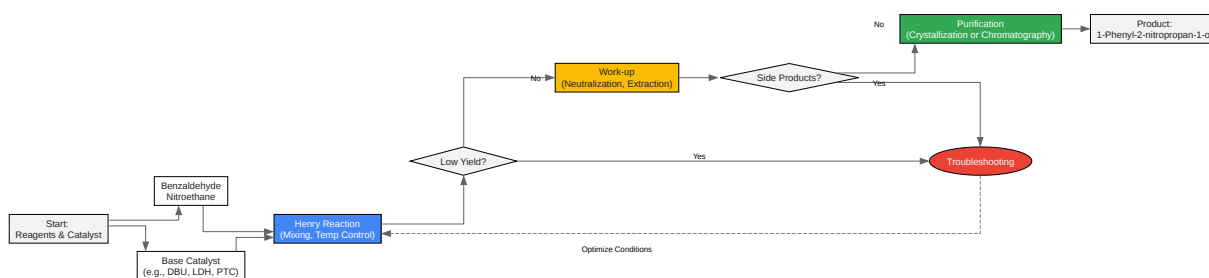 Start:
Reagents & Catalyst
Benzaldehyde
Nitroethane
Base Catalyst
(e.g., DBU, LDH, PTC)
Henry Reaction
(Mixing, Temp Control)
Low Yield?
No
Yes
Work-up
(Neutralization, Extraction)
Side Products?
No
Yes
Purification
(Crystallization or Chromatography)
Product:
1-Phenyl-2-nitropropan-1-o
Troubleshooting
Optimize Conditions